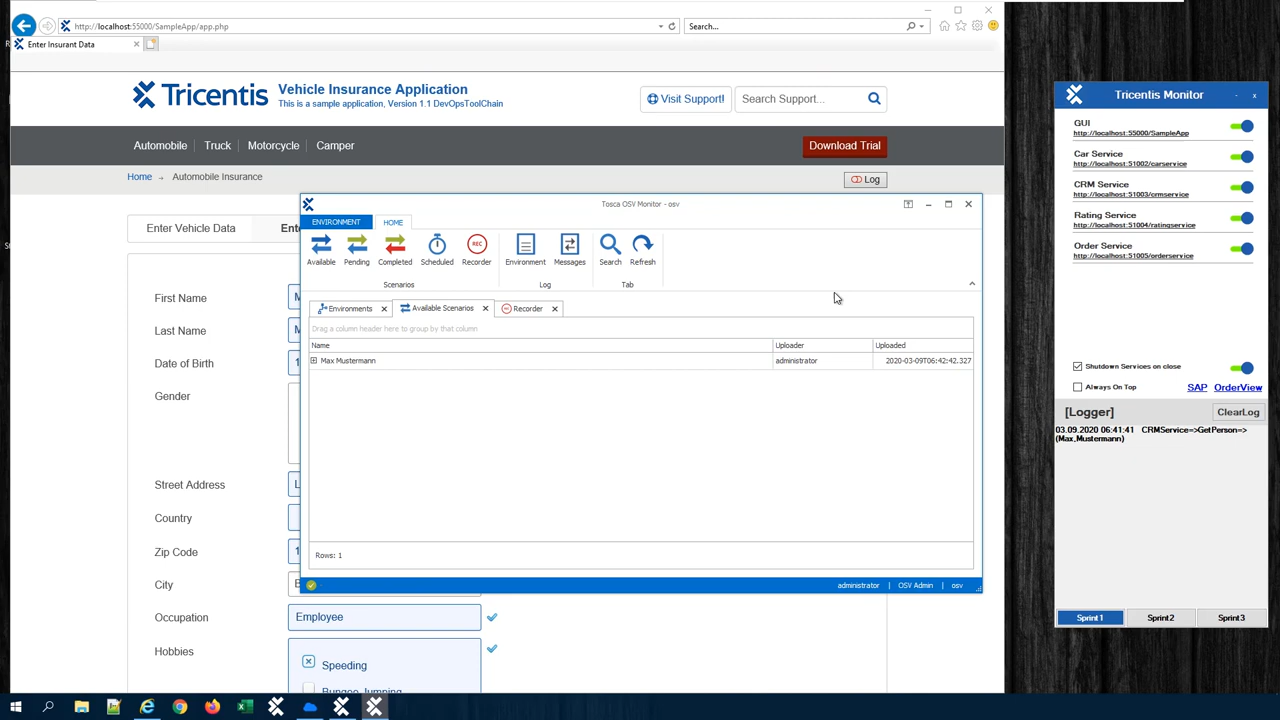 http://localhost:55000/SampleApp/app.php
Search...
Enter Insurant Data
Tricentis
Vehicle Insurance Application
This is a sample application, Version 1.1 DevOpsToolChain
Visit Support!
Search Support...
Automobile
Truck
Motorcycle
Camper
Download Trial
Home → Automobile Insurance
Log
Enter Vehicle Data
First Name
Last Name
Date of Birth
Gender
Street Address
Country
Zip Code
City
Occupation
Employee
Hobbies
Speeding
Bungee Jumping
Tosca OSV Monitor - osv
ENVIRONMENT
HOME
Available
Pending
Completed
Scheduled
REC
Recorder
Environment
Messages
Search
Refresh
Scenarios
Log
Tab
Environments
Available Scenarios
Recorder
Drag a column header here to group by that column
Name
Uploader
Uploaded
Max Mustermann
administrator
2020-03-09T06:42:42.327
Rows: 1
administrator | OSV Admin | osv
Tricentis Monitor
GUI
http://localhost:55000/SampleApp
Car Service
http://localhost:51002/carservice
CRM Service
http://localhost:51003/crmservice
Rating Service
http://localhost:51004/ratingservice
Order Service
http://localhost:51005/orderservice
Shutdown Services on close
Always On Top
SAP
OrderView
[Logger]
ClearLog
03.09.2020 06:41:41 CRMService=>GetPerson=>
(Max,Mustermann)
Sprint1
Sprint2
Sprint3